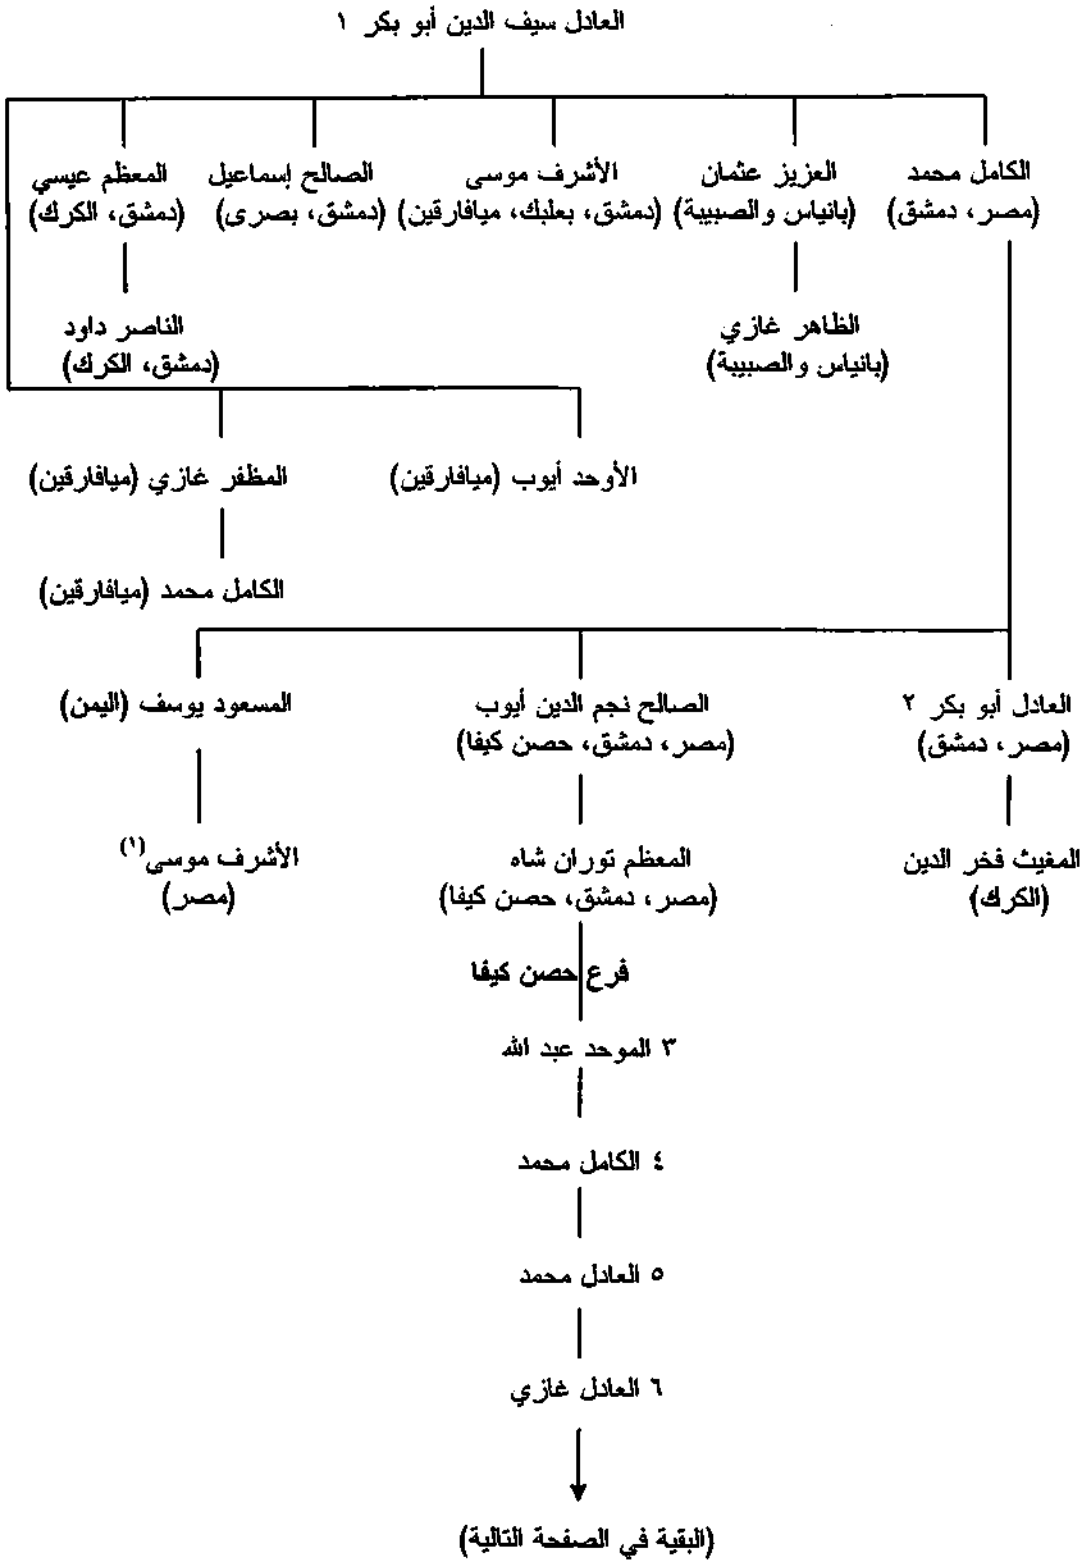 العادل سيف الدين أبو بكر ١
الكامل محمد
(مصر، دمشق)
العزيز عثمان
(بانياس والصبيبة)
الأشرف موسى
(دمشق، بعلبك، ميافارقين)
الصالح إسماعيل
(دمشق، بصرى)
المعظم عيسي
(دمشق، الكرك)
الظاهر غازي
(بانياس والصبيبة)
الناصر داود
(دمشق، الكرك)
الأوحد أيوب (ميافارقين)
المظفر غازي (ميافارقين)
الكامل محمد (ميافارقين)
العادل أبو بكر ٢
(مصر، دمشق)
الصالح نجم الدين أيوب
(مصر، دمشق، حصن كيفا)
المسعود يوسف (اليمن)
المغيث فخر الدين
(الكرك)
المعظم توران شاه
(مصر، دمشق، حصن كيفا)
الأشرف موسى(١)
(مصر)
فرع حصن كيفا
٣ الموحد عبد الله
٤ الكامل محمد
٥ العادل محمد
٦ العادل غازي
(البقية في الصفحة التالية)